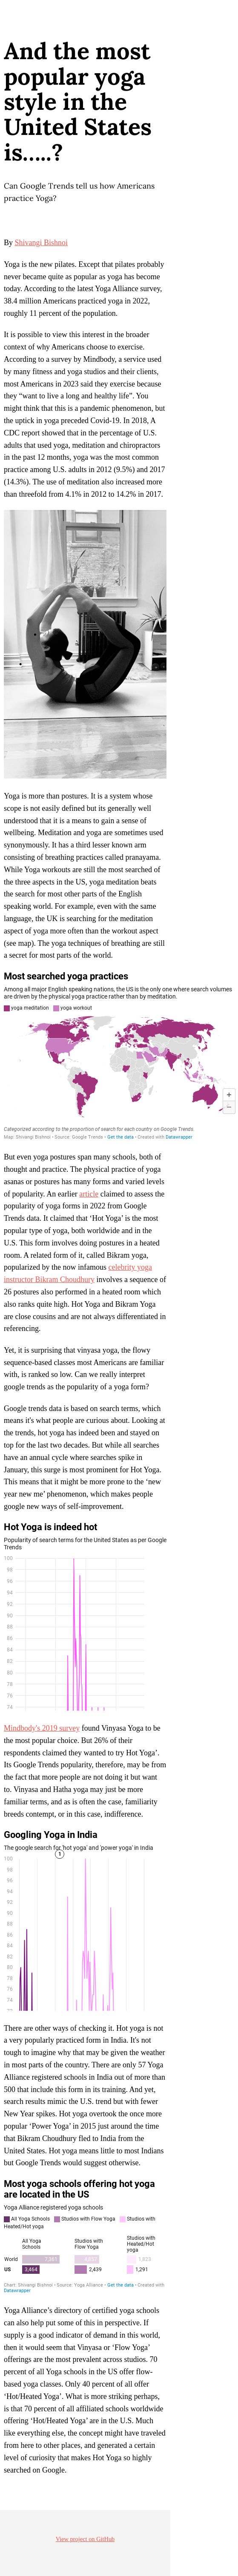 And the most
popular yoga
style in the
United States
is…..?
Can Google Trends tell us how Americans
practice Yoga?
By Shivangi Bishnoi
Yoga is the new pilates. Except that pilates probably
never became quite as popular as yoga has become
today. According to the latest Yoga Alliance survey,
38.4 million Americans practiced yoga in 2022,
roughly 11 percent of the population.
It is possible to view this interest in the broader
context of why Americans choose to exercise.
According to a survey by Mindbody, a service used
by many fitness and yoga studios and their clients,
most Americans in 2023 said they exercise because
they “want to live a long and healthy life”. You
might think that this is a pandemic phenomenon, but
the uptick in yoga preceded Covid-19. In 2018, A
CDC report showed that in the percentage of U.S.
adults that used yoga, meditation and chiropractors
in the past 12 months, yoga was the most common
practice among U.S. adults in 2012 (9.5%) and 2017
(14.3%). The use of meditation also increased more
than threefold from 4.1% in 2012 to 14.2% in 2017.
Yoga is more than postures. It is a system whose
scope is not easily defined but its generally well
understood that it is a means to gain a sense of
wellbeing. Meditation and yoga are sometimes used
synonymously. It has a third lesser known arm
consisting of breathing practices called pranayama.
While Yoga workouts are still the most searched of
the three aspects in the US, yoga meditation beats
the search for most other parts of the English
speaking world. For example, even with the same
language, the UK is searching for the meditation
aspect of yoga more often than the workout aspect
(see map). The yoga techniques of breathing are still
a secret for most parts of the world.
Most searched yoga practices
Among all major English speaking nations, the US is the only one where search volumes
are driven by the physical yoga practice rather than by meditation.
yoga meditation yoga workout
+
−
Categorized according to the proportion of search for each country on Google Trends
Map: Shivangi Bishnoi • Source: Google Trends • Get the data • Created with Datawrapper
But even yoga postures span many schools, both of
thought and practice. The physical practice of yoga
or asanas or postures has many forms and varied levels
of popularity. An earlier article claimed to assess the
popularity of yoga forms in 2022 from Google
Trends data. It claimed that ‘Hot Yoga’ is the most
popular type of yoga, both worldwide and in the
U.S. This form involves doing postures in a heated
room. A related form of it, called Bikram yoga,
popularized by the now infamous celebrity yoga
instructor Bikram Choudhury involves a sequence of
26 postures also performed in a heated room which
also ranks quite high. Hot Yoga and Bikram Yoga
are close cousins and are not always differentiated in
referencing.
Yet, it is surprising that vinyasa yoga, the flowy
sequence-based classes most Americans are familiar
with, is ranked so low. Can we really interpret
google trends as the popularity of a yoga form?
Google trends data is based on search terms, which
means it's what people are curious about. Looking at
the trends, hot yoga has indeed been and stayed on
top for the last two decades. But while all searches
have an annual cycle where searches spike in
January, this surge is most prominent for Hot Yoga.
This means that it might be more prone to the ‘new
year new me’ phenomenon, which makes people
google new ways of self-improvement.
Hot Yoga is indeed hot
Popularity of search terms for the United States as per Google
Trends
100
98
96
94
92
90
88
86
84
82
80
78
76
74
Mindbody's 2019 survey found Vinyasa Yoga to be
the most popular choice. But 26% of their
respondents claimed they wanted to try Hot Yoga’.
Its Google Trends popularity, therefore, may be from
the fact that more people are not doing it but want
to. Vinyasa and Hatha yoga may just be more
familiar terms, and as is often the case, familiarity
breeds contempt, or in this case, indifference.
Googling Yoga in India
The google search for 'hot yoga' and 'power yoga' in India
1
100
98
96
94
92
90
88
86
84
82
80
78
76
74
There are other ways of checking it. Hot yoga is not
a very popularly practiced form in India. It's not
tough to imagine why that may be given the weather
in most parts of the country. There are only 57 Yoga
Alliance registered schools in India out of more than
500 that include this form in its training. And yet,
search results mimic the U.S. trend but with fewer
New Year spikes. Hot yoga overtook the once more
popular ‘Power Yoga’ in 2015 just around the time
that Bikram Choudhury fled to India from the
United States. Hot yoga means little to most Indians
but Google Trends would suggest otherwise.
Most yoga schools offering hot yoga
are located in the US
Yoga Alliance registered yoga schools
All Yoga Schools Studios with Flow Yoga Studios with
Heated/Hot yoga
All Yoga Schools
Studios with Flow Yoga
Studios with Heated/Hot yoga
World
US 3,464 2,439 1,291
Chart: Shivangi Bishnoi • Source: Yoga Alliance • Get the data • Created with
Datawrapper
Yoga Alliance’s directory of certified yoga schools
can also help put some of this in perspective. If
supply is a good indicator of demand in this world,
then it would seem that Vinyasa or ‘Flow Yoga’
offerings are the most prevalent across studios. 70
percent of all Yoga schools in the US offer flow-
based yoga classes. Only 40 percent of all offer
‘Hot/Heated Yoga’. What is more striking perhaps,
is that 70 percent of all affiliated schools worldwide
offering ‘Hot/Heated Yoga’ are in the U.S. Much
like everything else, the concept might have traveled
from here to other places, and generated a certain
level of curiosity that makes Hot Yoga so highly
searched on Google.
View project on GitHub